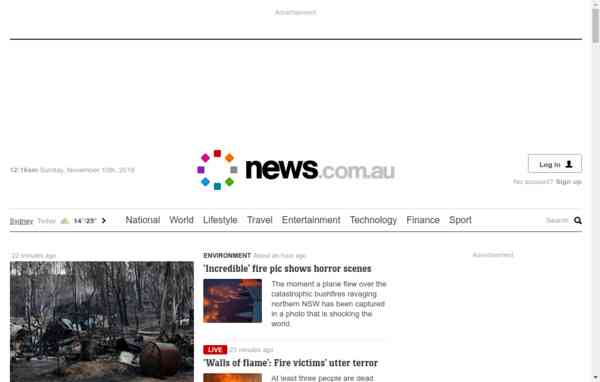 Advertisement
12:16am Sunday, November 10th, 2019
news.com.au
Log in
No account? Sign up
Sydney Today 14°/25°
National World Lifestyle Travel Entertainment Technology Finance Sport
Search
22 minutes ago
ENVIRONMENT About an hour ago
'Incredible' fire pic shows horror scenes
The moment a plane flew over the
catastrophic bushfires ravaging
northern NSW has been captured
in a photo that is shocking the
world.
LIVE 23 minutes ago
'Walls of flame': Fire victims' utter terror
At least three people are dead
Advertisement